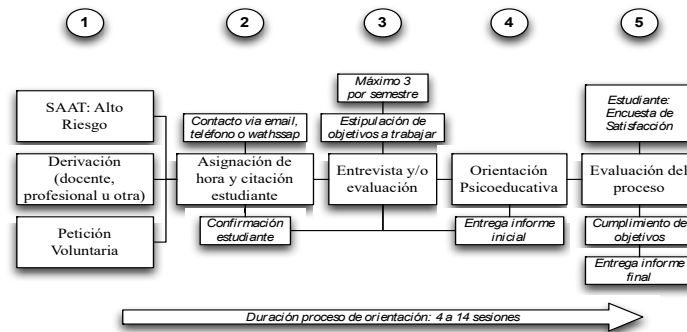 1
2
3
4
5
SAAT: Alto
Riesgo
Derivación
(docente,
profesional u otra)
Petición
Voluntaria
Contacto via email,
teléfono o wathssap
Asignación de
hora y citación
estudiante
Confirmación
estudiante
Máximo 3
por semestre
Estipulación de
objetivos a trabajar
Entrevista y/o
evaluación
Orientación
Psicoeducativa
Entrega informe
inicial
Estudiante:
Encuesta de
Satisfacción
Evaluación del
proceso
Cumplimiento de
objetivos
Entrega informe
final
Duración proceso de orientación: 4 a 14 sesiones